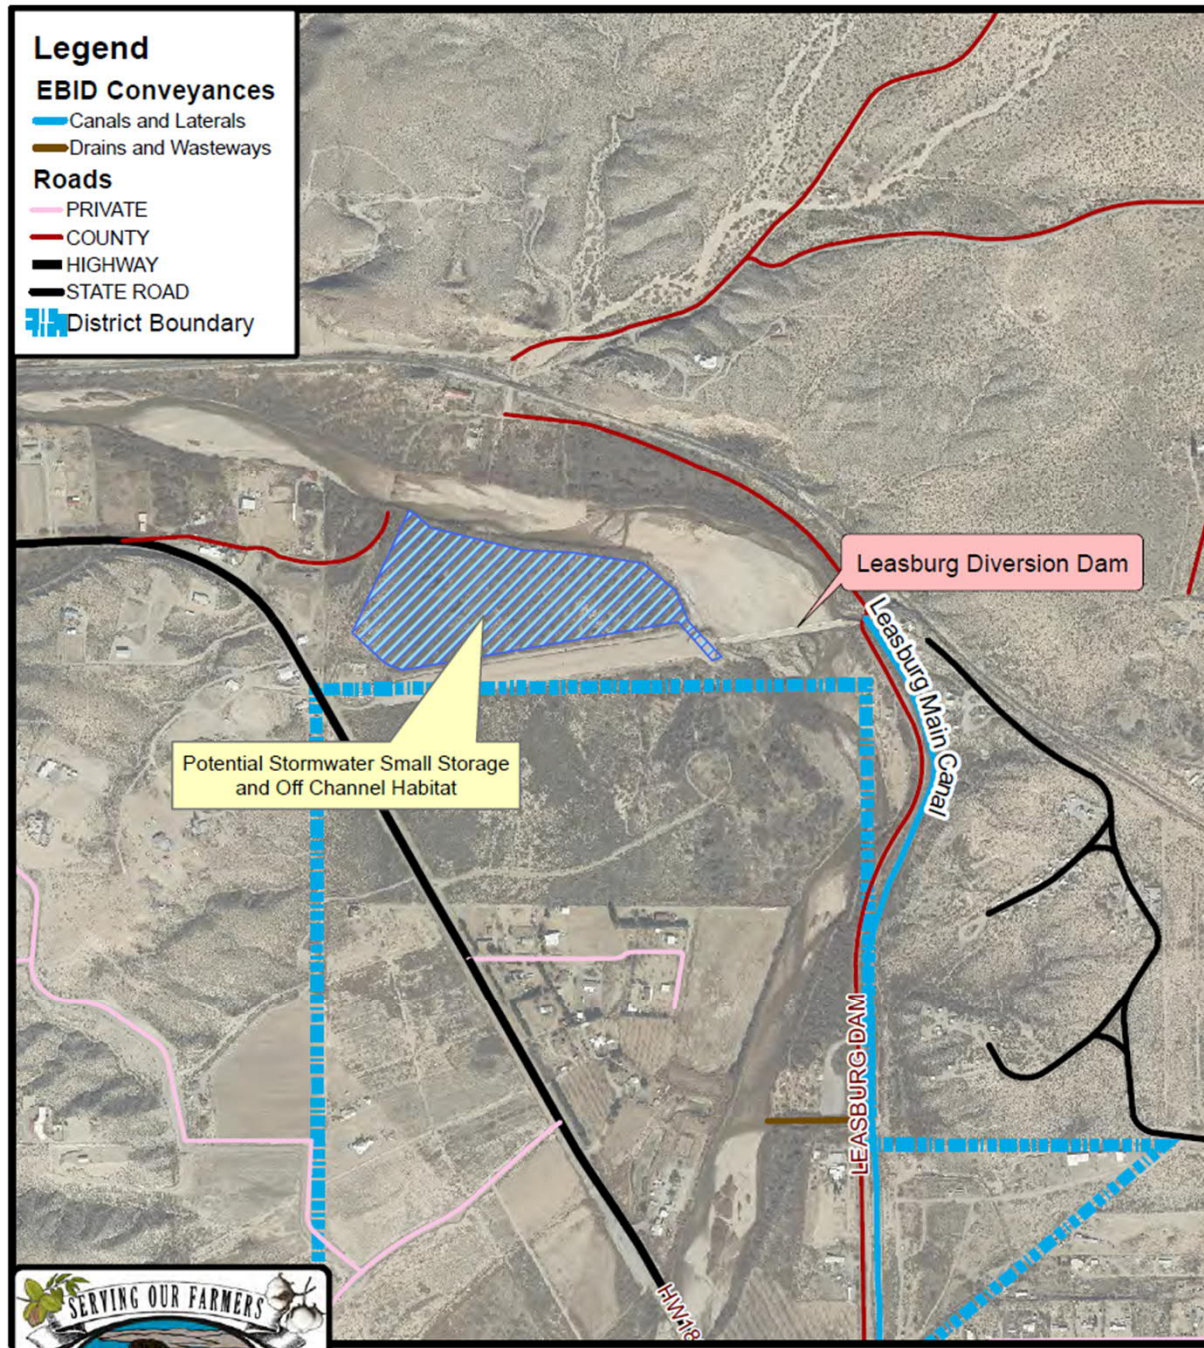 Legend
EBID Conveyances
Canals and Laterals
Drains and Wasteways
Roads
PRIVATE
COUNTY
HIGHWAY
STATE ROAD
District Boundary
Leasburg Diversion Dam
Leasburg Main Canal
Potential Stormwater Small Storage
and Off Channel Habitat
LEASBURG DAM
HW18
SERVING OUR FARMERS